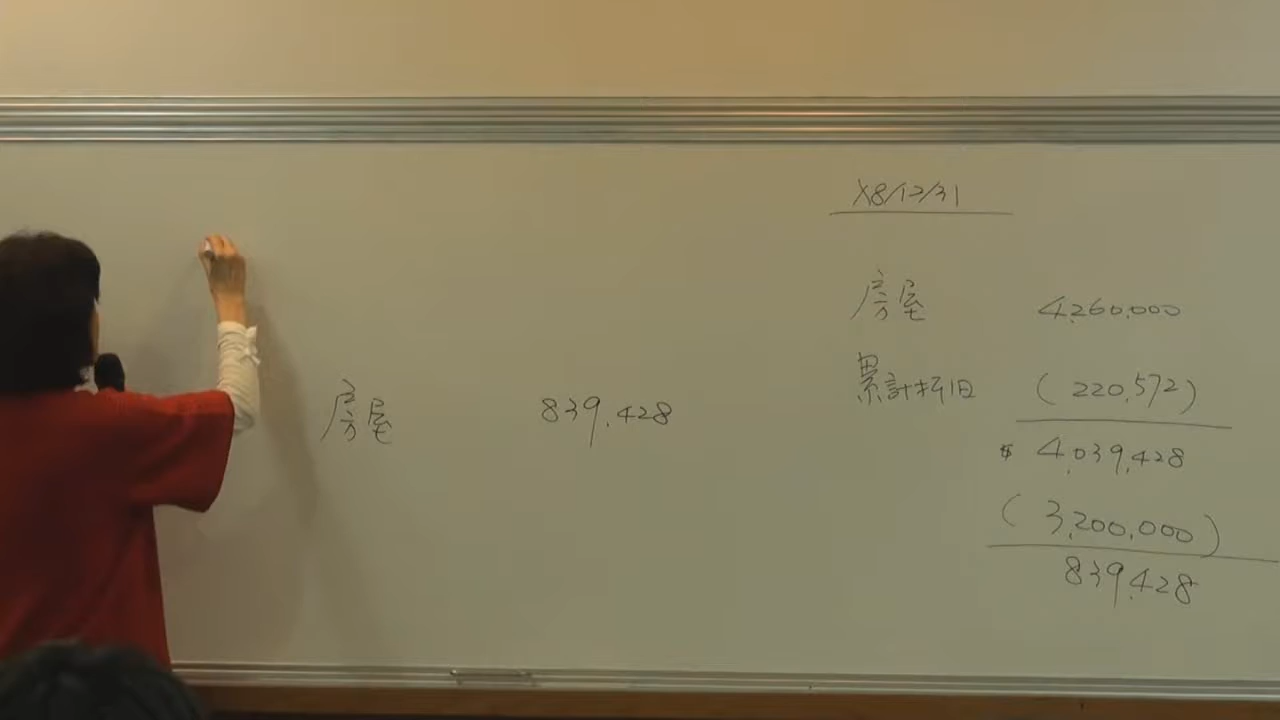 X8/12/31
房屋 4,260,000
累計折旧 (220,572)
$ 4,039,428
(3,200,000)
839,428
房屋 839,428